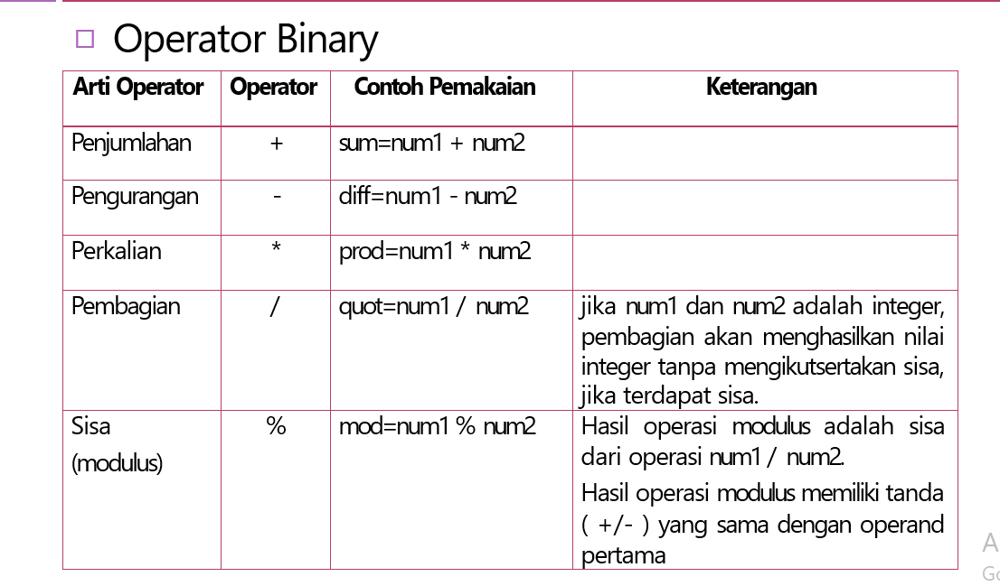 Operator Binary
Arti Operator Operator Contoh Pemakaian Keterangan
Penjumlahan + sum=num1 + num2
Pengurangan - diff=num1 - num2
Perkalian * prod=num1 * num2
Pembagian / quot=num1 / num2 jika num1 dan num2 adalah integer,
pembagian akan menghasilkan nilai
integer tanpa mengikutsertakan sisa,
jika terdapat sisa.
Sisa % mod=num1 % num2 Hasil operasi modulus adalah sisa
(modulus) dari operasi num1 / num2.
Hasil operasi modulus memiliki tanda
( +/- ) yang sama dengan operand
pertama